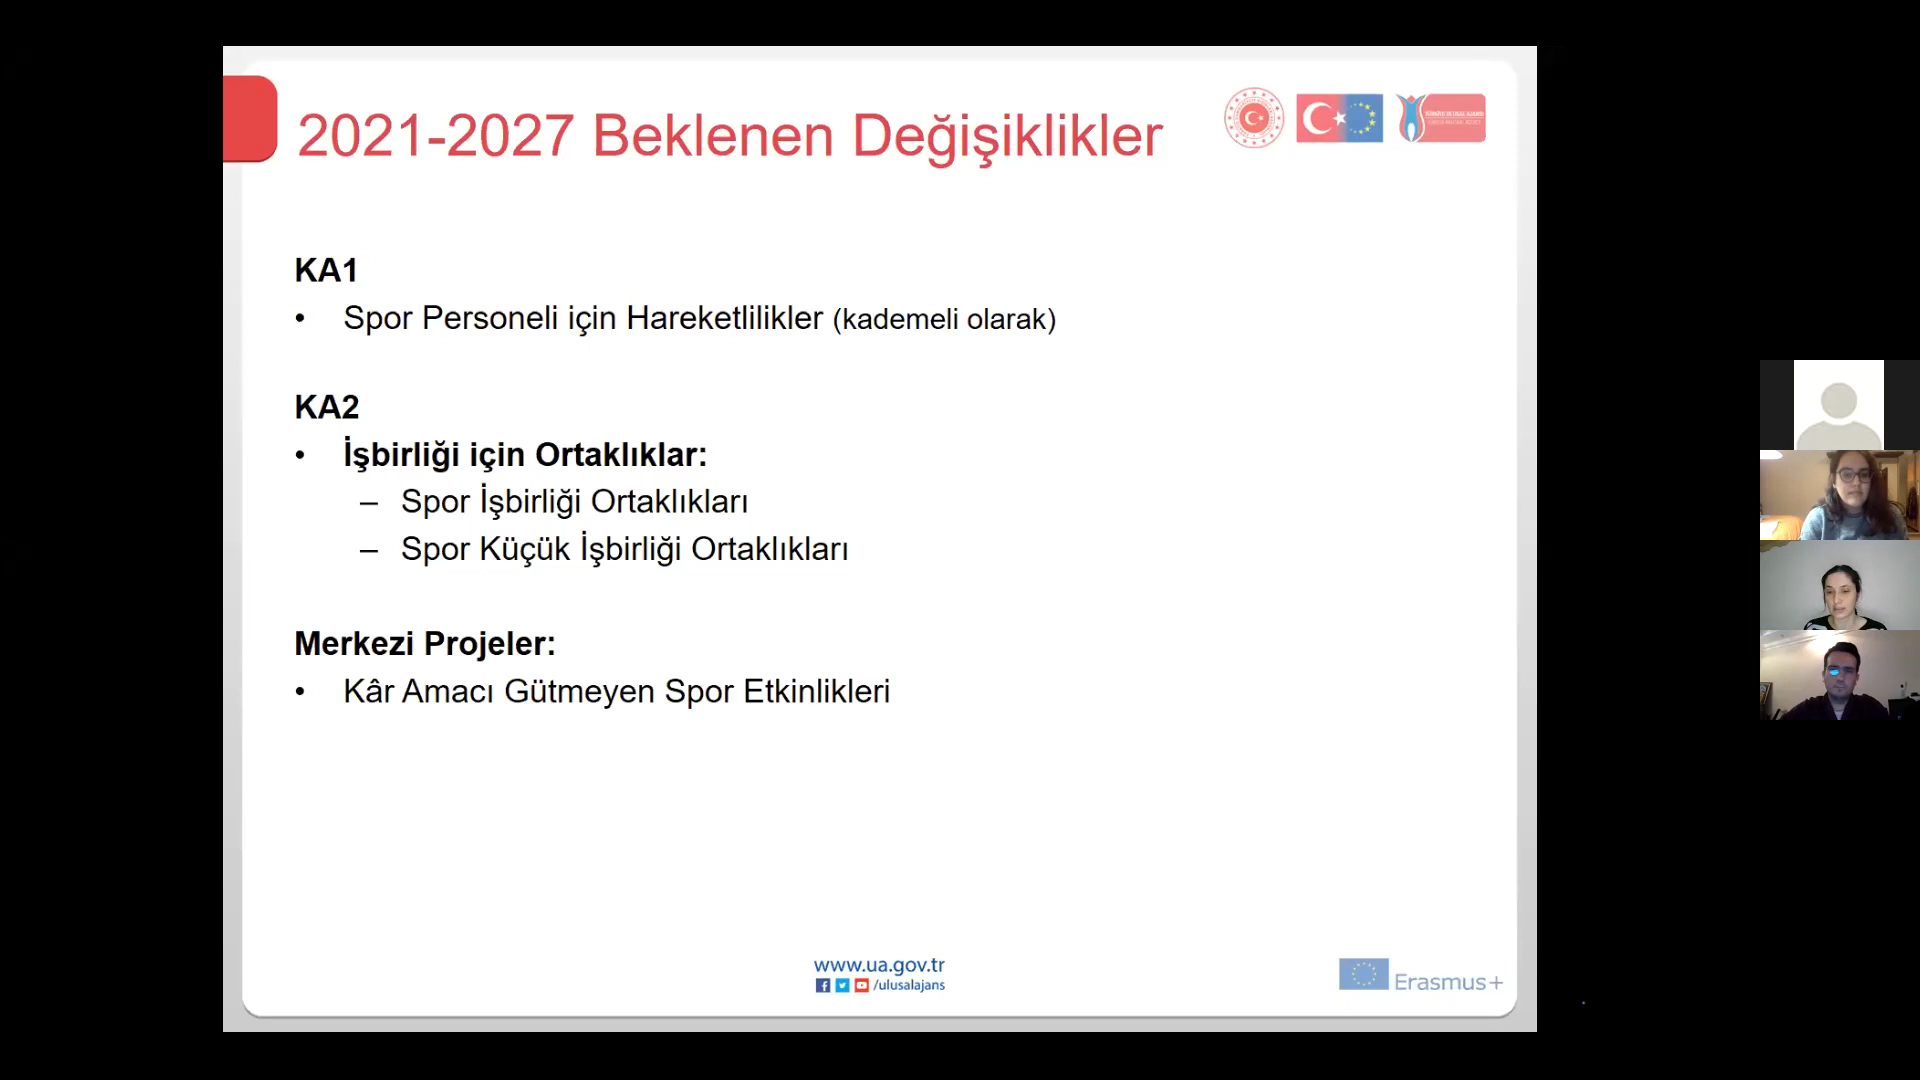 2021-2027 Beklenen Değişiklikler
KA1
• Spor Personeli için Hareketlilikler (kademeli olarak)
KA2
• İşbirliği için Ortaklıklar:
– Spor İşbirliği Ortaklıkları
– Spor Küçük İşbirliği Ortaklıkları
Merkezi Projeler:
• Kâr Amacı Gütmeyen Spor Etkinlikleri
www.ua.gov.tr
/ulusalajans
Erasmus+